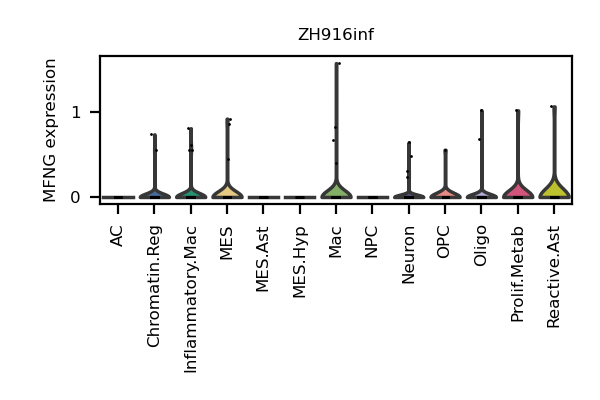 ZH916inf
MFNG expression
1
0
AC
Chromatin.Reg
Inflammatory.Mac
MES
MES.Ast
MES.Hyp
Mac
NPC
Neuron
OPC
Oligo
Prolif.Metab
Reactive.Ast